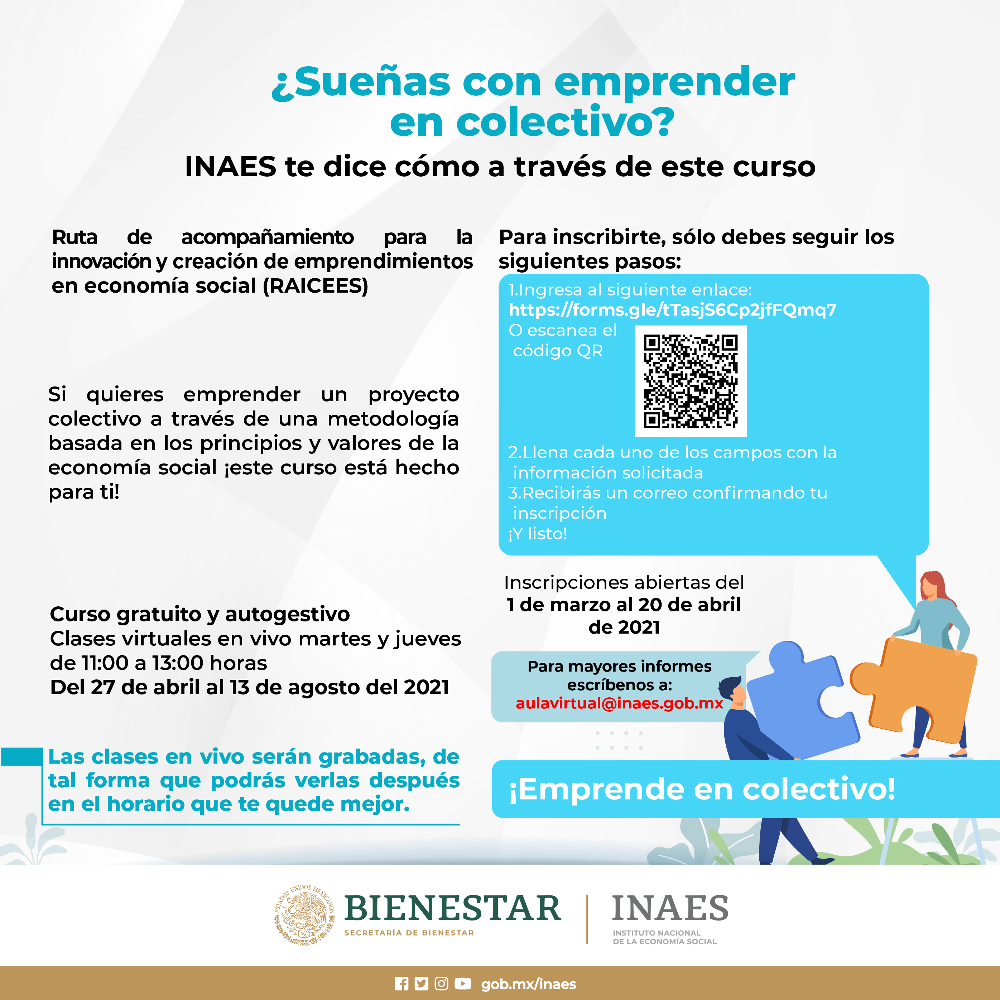 ¿Sueñas con emprender
en colectivo?
INAES te dice cómo a través de este curso
Ruta de acompañamiento para la
innovación y creación de emprendimientos
en economía social (RAICEES)
Si quieres emprender un proyecto
colectivo a través de una metodología
basada en los principios y valores de la
economía social ¡este curso está hecho
para ti!
Curso gratuito y autogestivo
Clases virtuales en vivo martes y jueves
de 11:00 a 13:00 horas
Del 27 de abril al 13 de agosto del 2021
Las clases en vivo serán grabadas, de
tal forma que podrás verlas después
en el horario que te quede mejor.
Para inscribirte, sólo debes seguir los
siguientes pasos:
1.Ingresa al siguiente enlace:
https://forms.gle/tTasjS6Cp2jfFQmq7
O escanea el
código QR
2.Llena cada uno de los campos con la
información solicitada
3.Recibirás un correo confirmando tu
inscripción
¡Y listo!
Inscripciones abiertas del
1 de marzo al 20 de abril
de 2021
Para mayores informes
escríbenos a:
aulavirtual@inaes.gob.mx
¡Emprende en colectivo!
ESTADOS UNIDOS MEXICANOS
BIENESTAR
SECRETARÍA DE BIENESTAR
INAES
INSTITUTO NACIONAL
DE LA ECONOMÍA SOCIAL
gob.mx/inaes